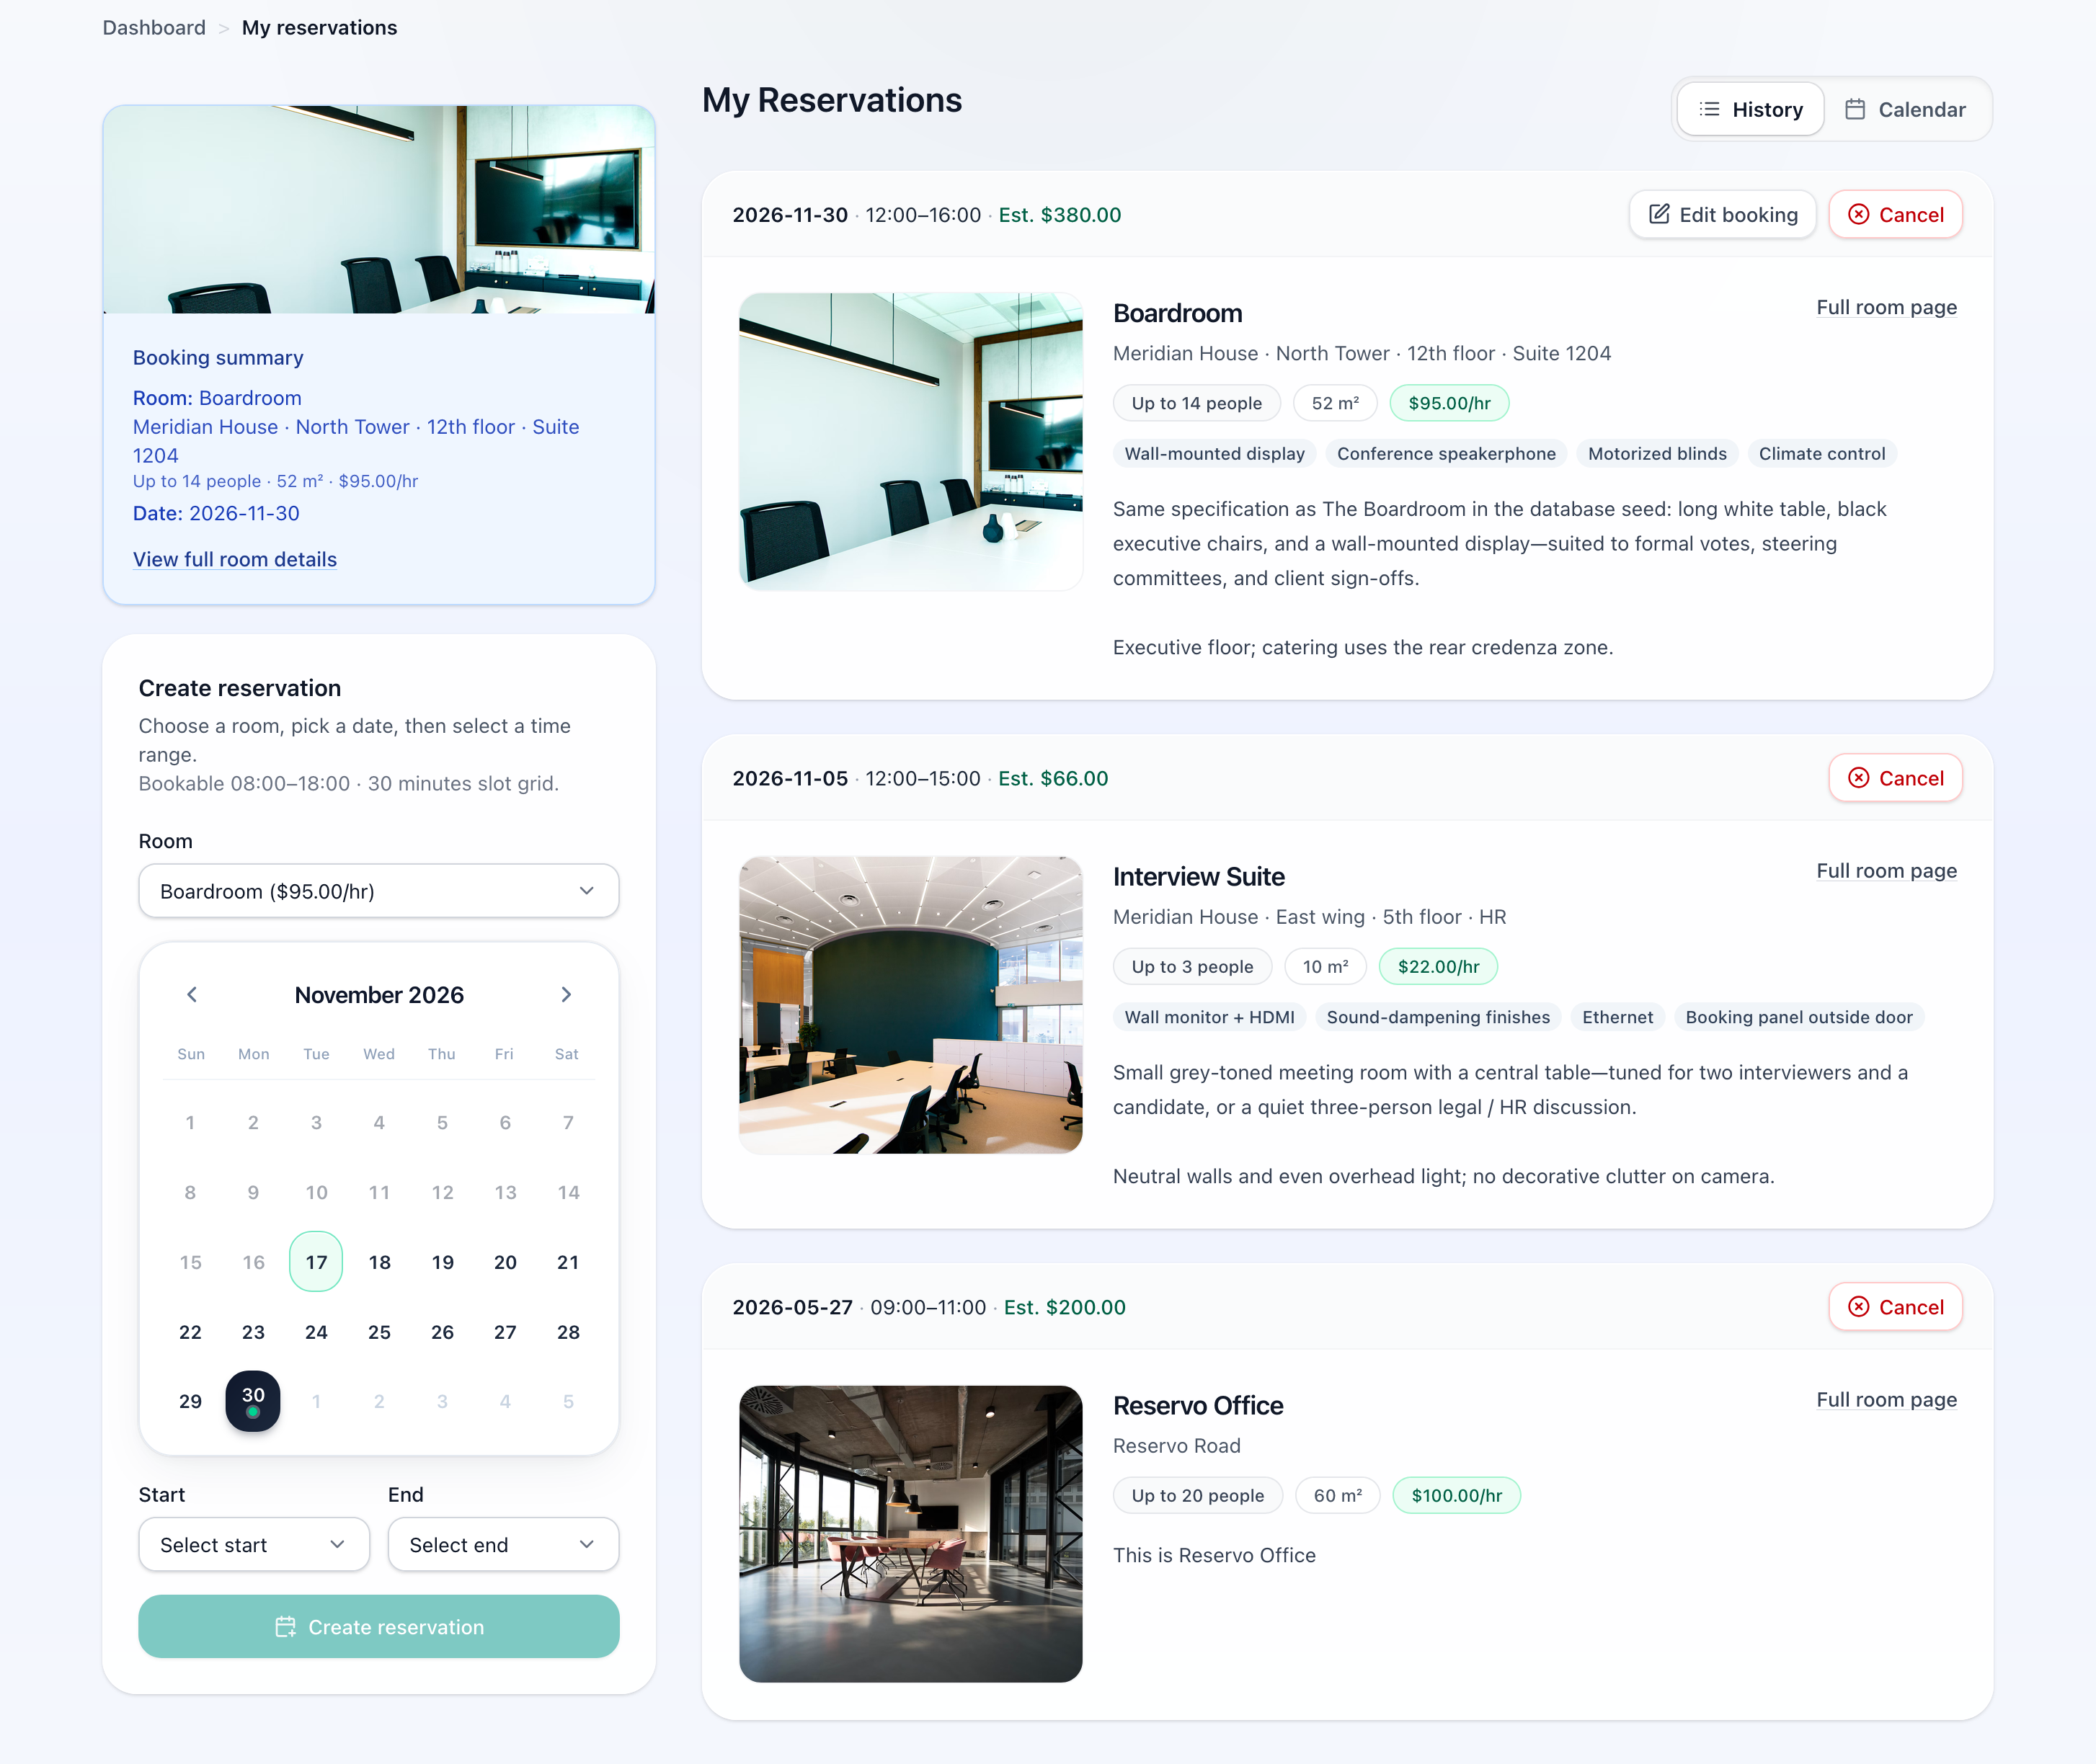 Dashboard > My reservations
Booking summary
Room: Boardroom
Meridian House · North Tower · 12th floor · Suite
1204
Up to 14 people · 52 m² · $95.00/hr
Date: 2026-11-30
View full room details
Create reservation
Choose a room, pick a date, then select a time
range.
Bookable 08:00–18:00 · 30 minutes slot grid.
Room
Boardroom ($95.00/hr)
November 2026
Sun Mon Tue Wed Thu Fri Sat
1 2 3 4 5 6 7
8 9 10 11 12 13 14
15 16 17 18 19 20 21
22 23 24 25 26 27 28
29 30 1 2 3 4 5
Start End
Select start Select end
Create reservation
My Reservations
History Calendar
2026-11-30 · 12:00–16:00 · Est. $380.00 Edit booking Cancel
Boardroom Full room page
Meridian House · North Tower · 12th floor · Suite 1204
Up to 14 people 52 m² $95.00/hr
Wall-mounted display Conference speakerphone Motorized blinds Climate control
Same specification as The Boardroom in the database seed: long white table, black
executive chairs, and a wall-mounted display—suited to formal votes, steering
committees, and client sign-offs.
Executive floor; catering uses the rear credenza zone.
2026-11-05 · 12:00–15:00 · Est. $66.00 Cancel
Interview Suite Full room page
Meridian House · East wing · 5th floor · HR
Up to 3 people 10 m² $22.00/hr
Wall monitor + HDMI Sound-dampening finishes Ethernet Booking panel outside door
Small grey-toned meeting room with a central table—tuned for two interviewers and a
candidate, or a quiet three-person legal / HR discussion.
Neutral walls and even overhead light; no decorative clutter on camera.
2026-05-27 · 09:00–11:00 · Est. $200.00 Cancel
Reservo Office Full room page
Reservo Road
Up to 20 people 60 m² $100.00/hr
This is Reservo Office